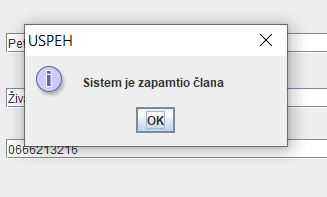 USPEH
Pet
Sistem je zapamtio člana
Živ
OK
0666213216